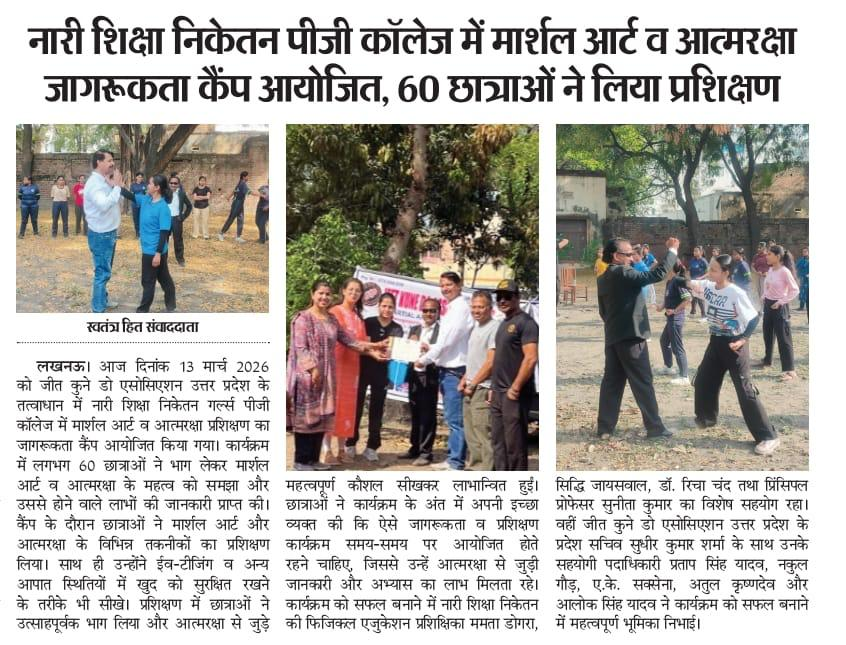 नारी शिक्षा निकेतन पीजी कॉलेज में मार्शल आर्ट व आत्मरक्षा
जागरूकता कैंप आयोजित, 60 छात्राओं ने लिया प्रशिक्षण
स्वतंत्र हित संवाददाता
लखनऊ। आज दिनांक 13 मार्च 2026
को जीत कुने डो एसोसिएशन उत्तर प्रदेश के
तत्वाधान में नारी शिक्षा निकेतन गर्ल्स पीजी
कॉलेज में मार्शल आर्ट व आत्मरक्षा प्रशिक्षण का
जागरूकता कैंप आयोजित किया गया। कार्यक्रम
में लगभग 60 छात्राओं ने भाग लेकर मार्शल
आर्ट व आत्मरक्षा के महत्व को समझा और
उससे होने वाले लाभों की जानकारी प्राप्त की।
कैंप के दौरान छात्राओं ने मार्शल आर्ट और
आत्मरक्षा के विभिन्न तकनीकों का प्रशिक्षण
लिया। साथ ही उन्होंने ईव-टीजिंग व अन्य
आपात स्थितियों में खुद को सुरक्षित रखने
के तरीके भी सीखे। प्रशिक्षण में छात्राओं ने
उत्साहपूर्वक भाग लिया और आत्मरक्षा से जुड़े
महत्वपूर्ण कौशल सीखकर लाभान्वित हुईं।
छात्राओं ने कार्यक्रम के अंत में अपनी इच्छा
व्यक्त की कि ऐसे जागरूकता व प्रशिक्षण
कार्यक्रम समय-समय पर आयोजित होते
रहने चाहिए, जिससे उन्हें आत्मरक्षा से जुड़ी
जानकारी और अभ्यास का लाभ मिलता रहे।
कार्यक्रम को सफल बनाने में नारी शिक्षा निकेतन
की फिजिकल एजुकेशन प्रशिक्षिका ममता डोगरा,
सिद्धि जायसवाल, डॉ. रिचा चंद तथा प्रिंसिपल
प्रोफेसर सुनीता कुमार का विशेष सहयोग रहा।
वहीं जीत कुने डो एसोसिएशन उत्तर प्रदेश के
प्रदेश सचिव सुधीर कुमार शर्मा के साथ उनके
सहयोगी पदाधिकारी प्रताप सिंह यादव, नकुल
गौड़, ए.के. सक्सेना, अतुल कृष्णदेव और
आलोक सिंह यादव ने कार्यक्रम को सफल बनाने
में महत्वपूर्ण भूमिका निभाई।